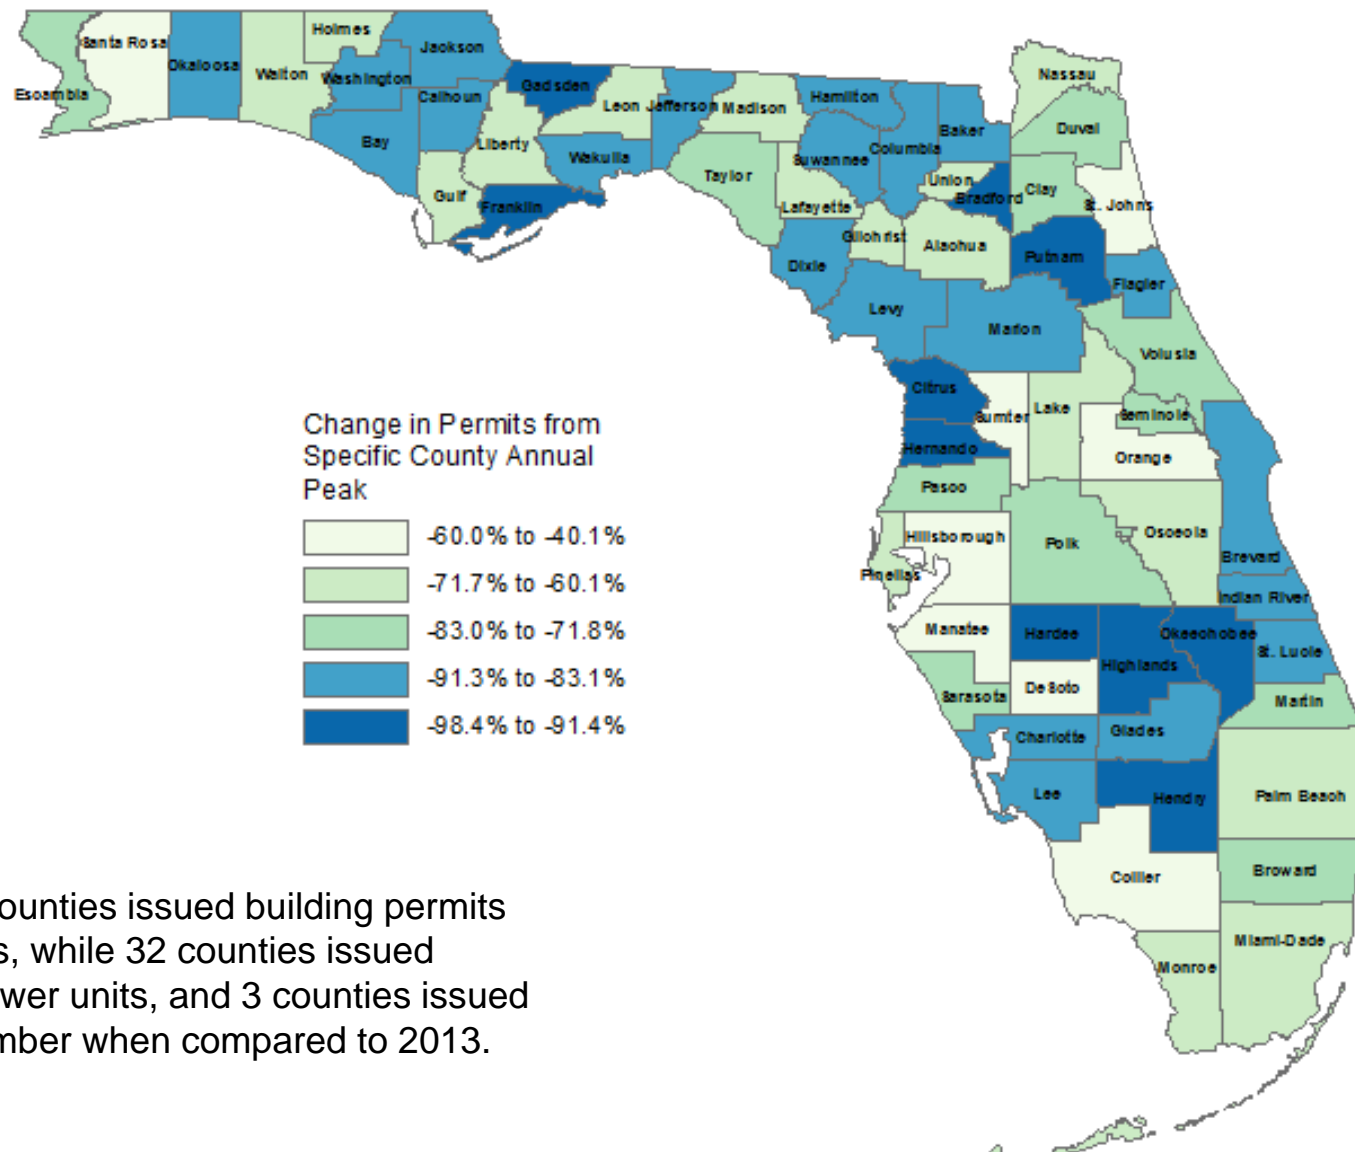 Holmes
Santa Rosa
Jackson
Okaloosa
Walton
Washington
Escambia
Calhoun
Gadsden
Leon
Jefferson
Madison
Hamilton
Nassau
Duval
Baker
Bay
Liberty
Wakulla
Suwannee
Columbia
Taylor
Union
Bradford
Clay
St. Johns
Gulf
Franklin
Lafayette
Gilchrist
Alachua
Putnam
Dixie
Flagler
Levy
Marion
Volusia
Citrus
Sumter
Lake
Seminole
Hernando
Orange
Pasco
Hillsborough
Polk
Osceola
Brevard
Pinellas
Indian River
Manatee
Hardee
Okeechobee
Highlands
St. Lucie
Sarasota
DeSoto
Martin
Charlotte
Glades
Lee
Hendry
Palm Beach
Collier
Broward
Miami-Dade
Monroe
Change in Permits from
Specific County Annual
Peak
-60.0% to -40.1%
-71.7% to -60.1%
-83.0% to -71.8%
-91.3% to -83.1%
-98.4% to -91.4%
ounties issued building permits
s, while 32 counties issued
wer units, and 3 counties issued
mber when compared to 2013.